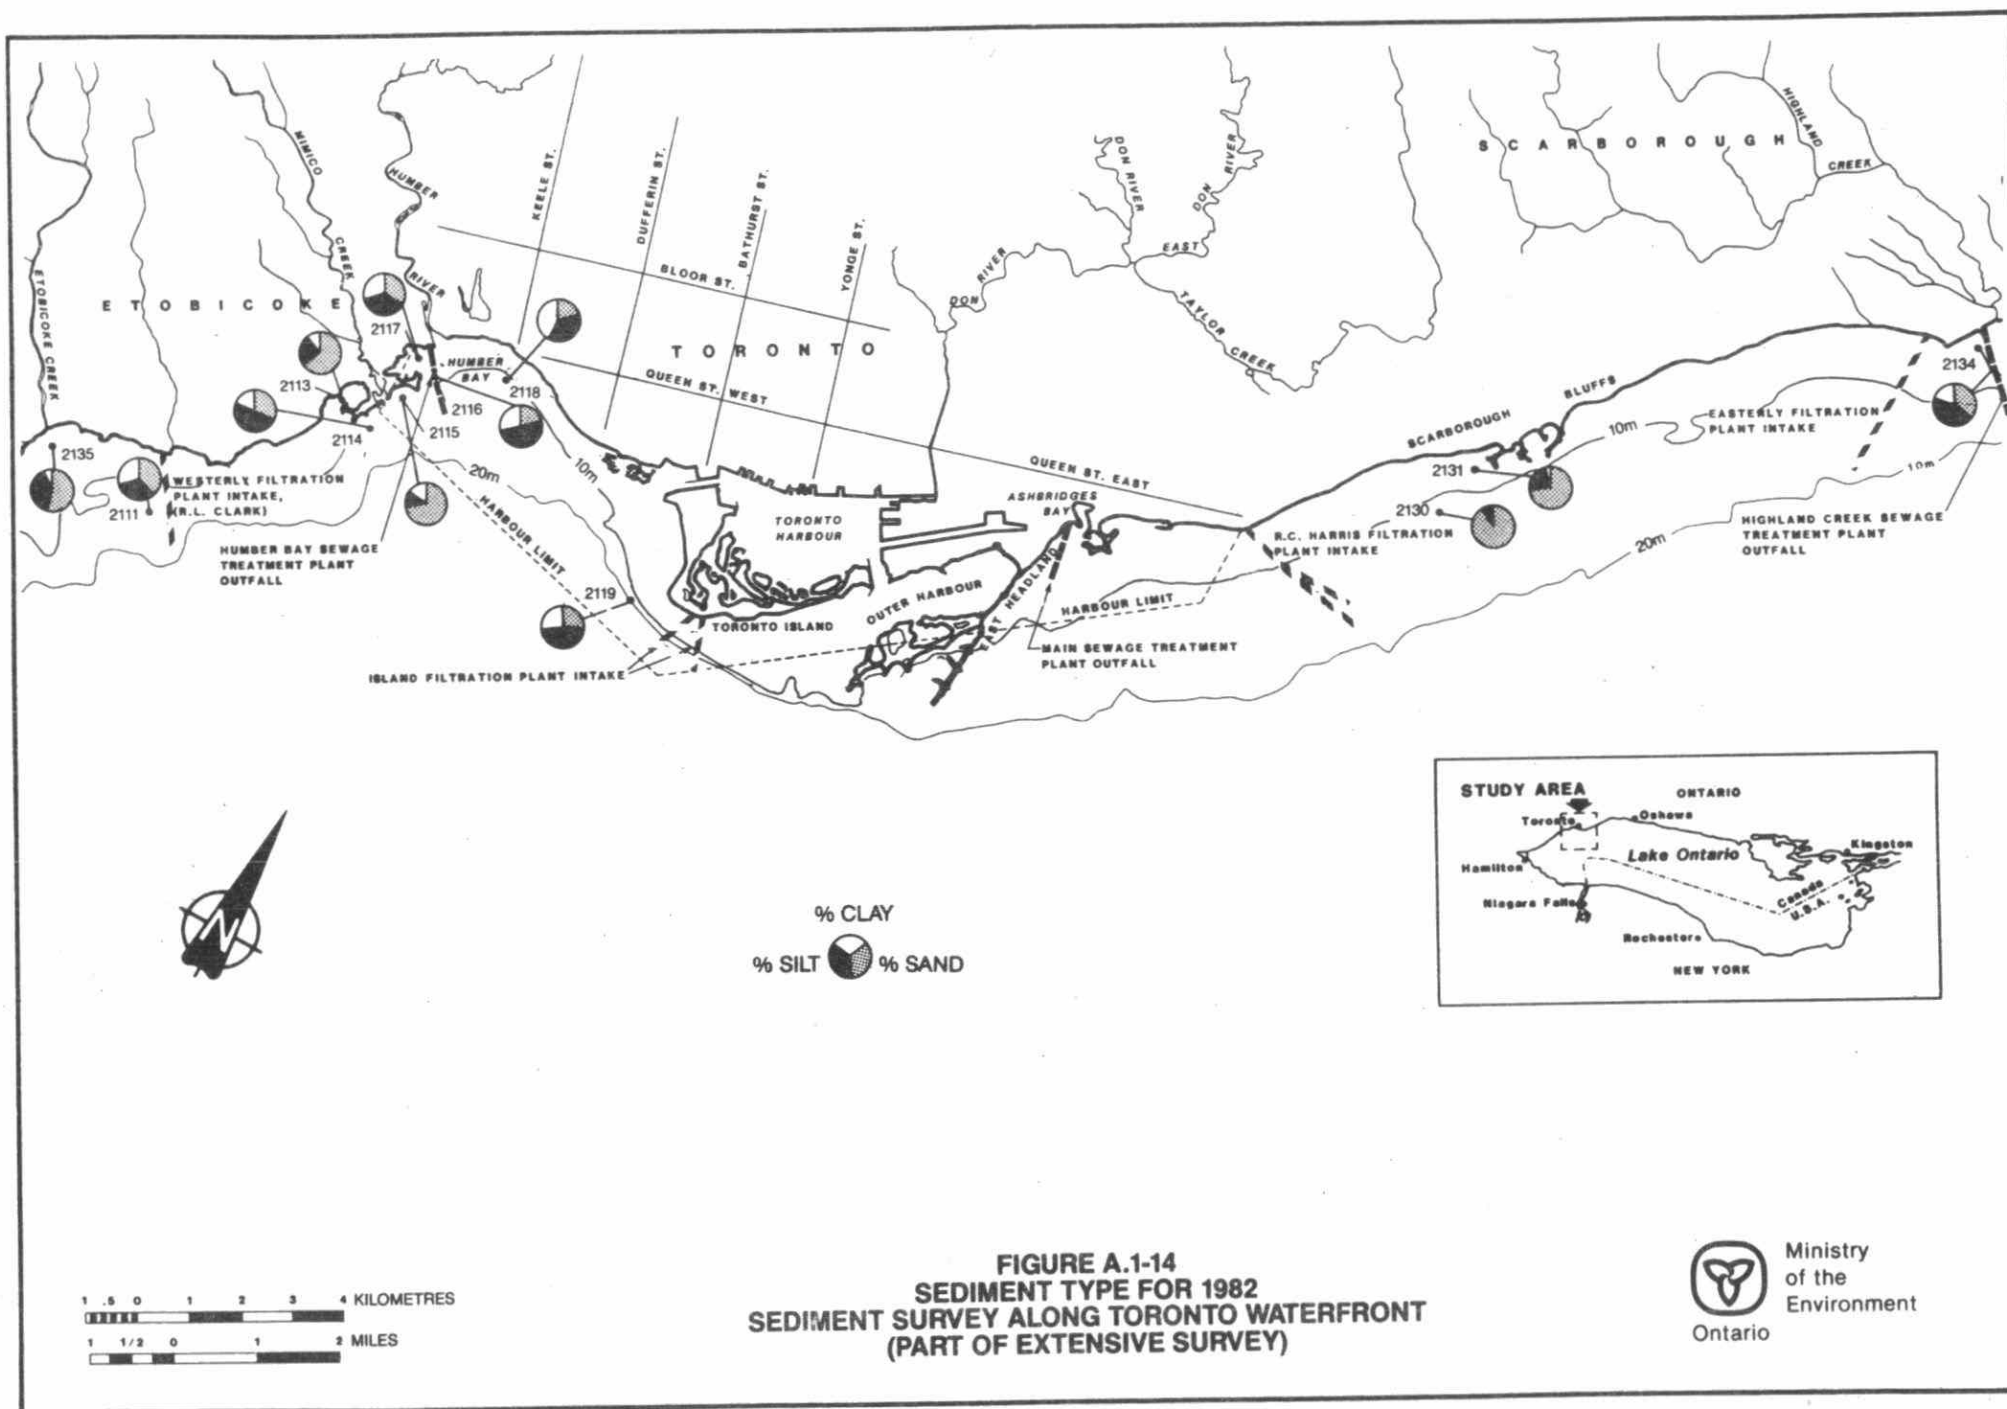 SCARBOROUGH
HIGHLAND
CREEK
MIMICO
CREEK
HUMBER
RIVER
KEELE ST.
DUFFERIN ST.
BATHURST ST.
YONGE ST.
BLOOR ST.
DON RIVER
DON RIVER
EAST
DON RIVER
TAYLOR
CREEK
ETOBICOKE
ETOBICOKE CREEK
TORONTO
2117
2113
HUMBER
BAY
2118
2116
2115
2114
2135
2111
QUEEN ST. WEST
QUEEN ST. EAST
WESTERLY FILTRATION
PLANT INTAKE,
(R.L. CLARK)
20m
10m
HARBOUR LIMIT
HUMBER BAY SEWAGE
TREATMENT PLANT
OUTFALL
TORONTO
HARBOUR
ASHBRIDGES
BAY
SCARBOROUGH
BLUFFS
2131
2130
10m
EASTERLY FILTRATION
PLANT INTAKE
2134
10m
R.C. HARRIS FILTRATION
PLANT INTAKE
20m
HIGHLAND CREEK SEWAGE
TREATMENT PLANT
OUTFALL
2119
OUTER HARBOUR
EAST HEADLAND
HARBOUR LIMIT
TORONTO ISLAND
MAIN SEWAGE TREATMENT
PLANT OUTFALL
ISLAND FILTRATION PLANT INTAKE
STUDY AREA
ONTARIO
Toronto
Oshawa
Lake Ontario
Kingston
Hamilton
Niagara Falls
Canada
U.S.A.
Rochester
NEW YORK
N
% CLAY
% SILT
% SAND
FIGURE A.1-14
SEDIMENT TYPE FOR 1982
SEDIMENT SURVEY ALONG TORONTO WATERFRONT
(PART OF EXTENSIVE SURVEY)
1 .5 0 1 2 3 4 KILOMETRES
1 1/2 0 1 2 MILES
Ministry
of the
Environment
Ontario